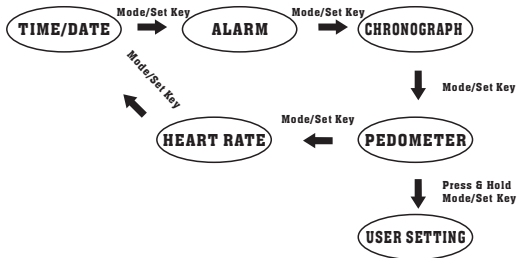 TIME/DATE
Mode/Set Key
ALARM
Mode/Set Key
CHRONOGRAPH
Mode/Set Key
Mode/Set Key
HEART RATE
Mode/Set Key
PEDOMETER
Press & Hold
Mode/Set Key
USER SETTING